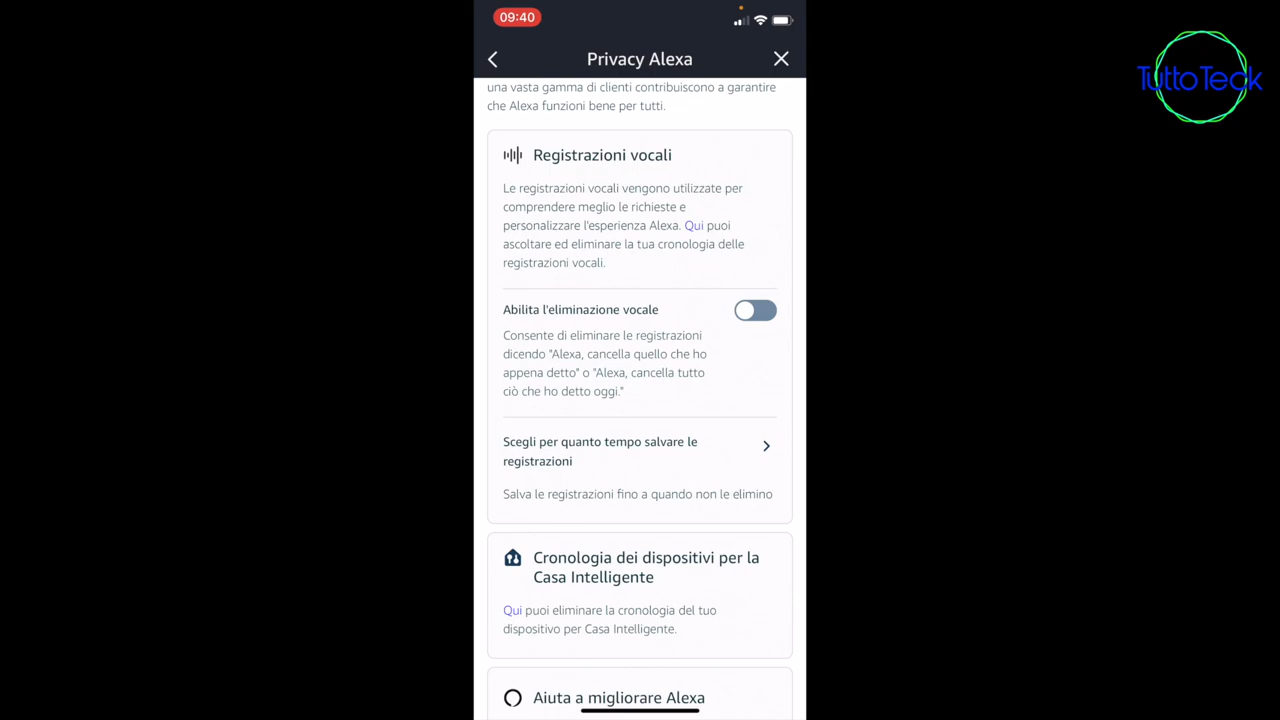 09:40
Privacy Alexa
TuttoTeck
una vasta gamma di clienti contribuiscono a garantire
che Alexa funzioni bene per tutti.
Registrazioni vocali
Le registrazioni vocali vengono utilizzate per
comprendere meglio le richieste e
personalizzare l'esperienza Alexa. Qui puoi
ascoltare ed eliminare la tua cronologia delle
registrazioni vocali.
Abilita l'eliminazione vocale
Consente di eliminare le registrazioni
dicendo "Alexa, cancella quello che ho
appena detto" o "Alexa, cancella tutto
ciò che ho detto oggi."
Scegli per quanto tempo salvare le
registrazioni
Salva le registrazioni fino a quando non le elimino
Cronologia dei dispositivi per la
Casa Intelligente
Qui puoi eliminare la cronologia del tuo
dispositivo per Casa Intelligente.
Aiuta a migliorare Alexa